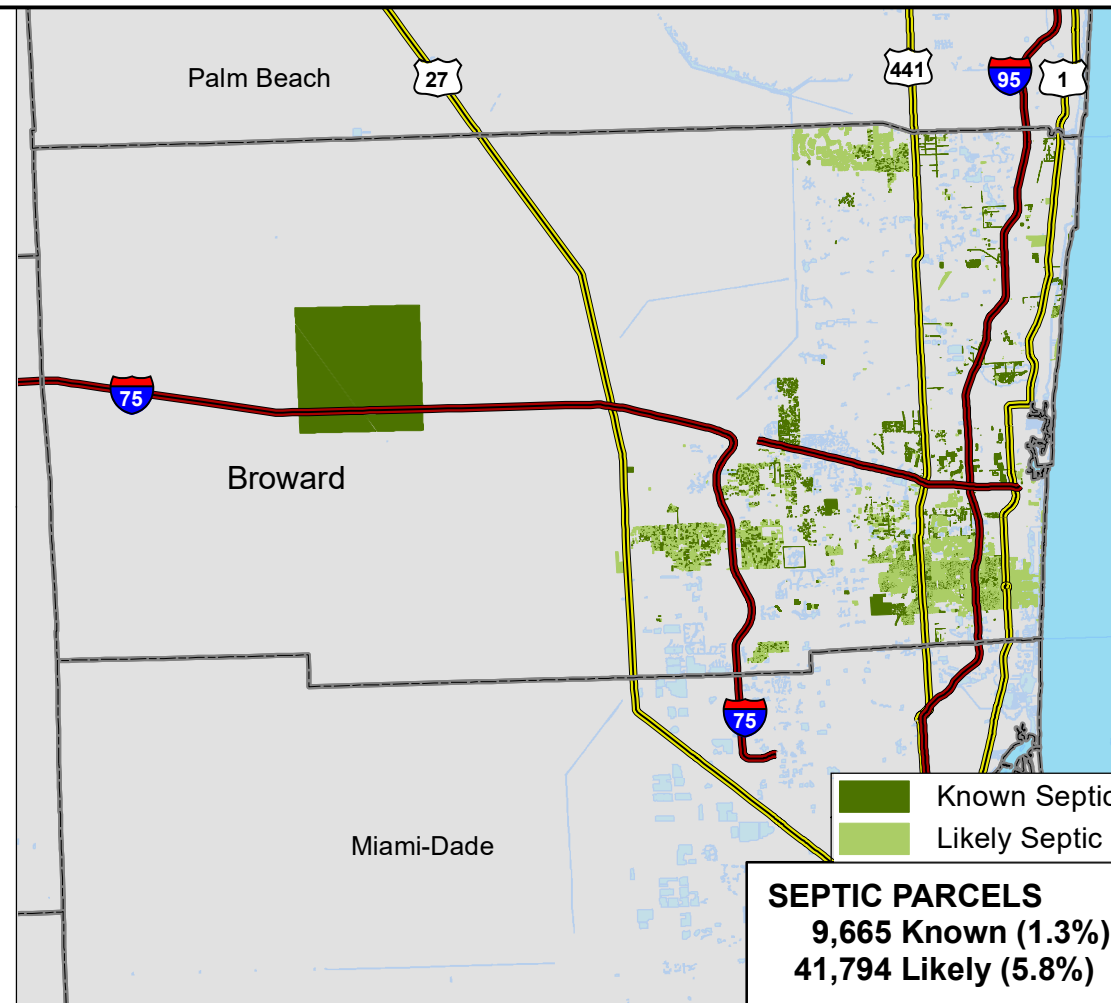 Palm Beach
27
441
95
1
75
Broward
75
Known Septic
Likely Septic
Miami-Dade
SEPTIC PARCELS
9,665 Known (1.3%)
41,794 Likely (5.8%)